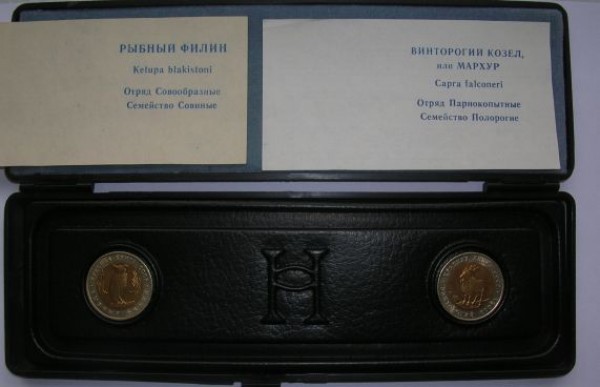 РЫБНЫЙ ФИЛИН
Ketupa blakistoni
Отряд Совообразные
Семейство Совиные
ВИНТОРОГИЙ КОЗЕЛ,
или МАРХУР
Capra falconeri
Отряд Парнокопытные
Семейство Полорогие
Н